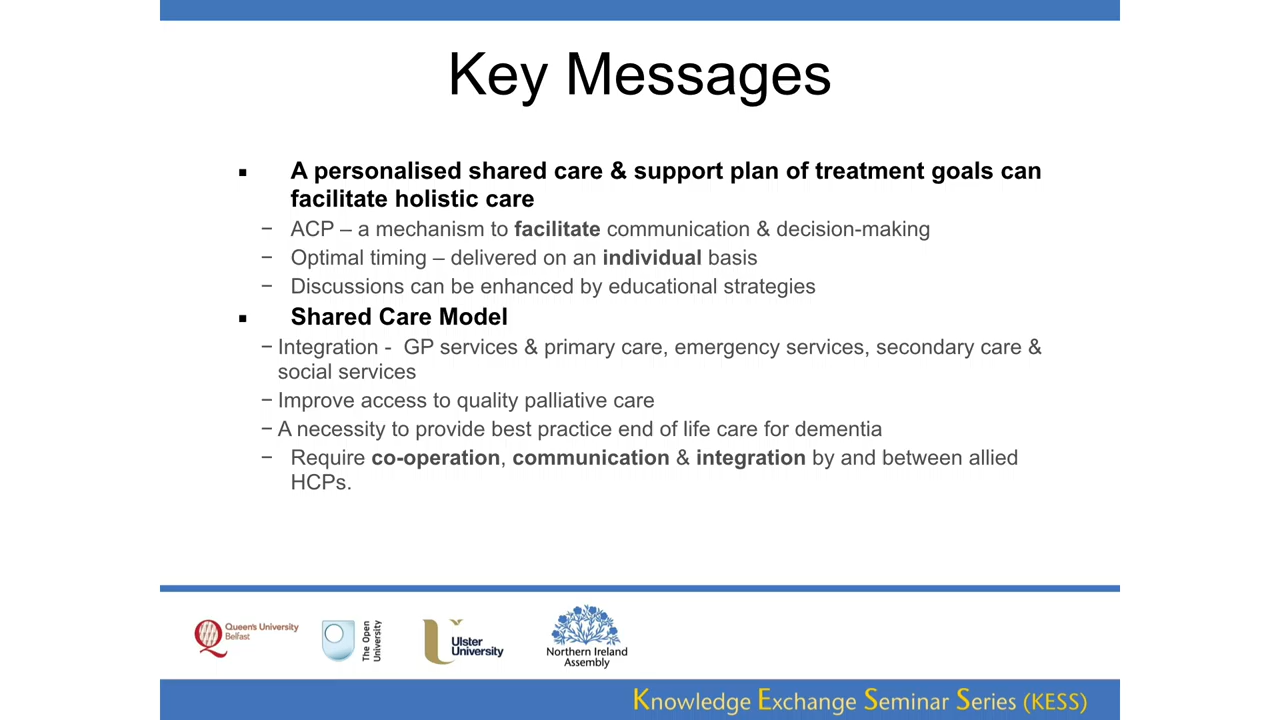 Key Messages
▪ A personalised shared care & support plan of treatment goals can
facilitate holistic care
− ACP – a mechanism to facilitate communication & decision-making
− Optimal timing – delivered on an individual basis
− Discussions can be enhanced by educational strategies
▪ Shared Care Model
− Integration - GP services & primary care, emergency services, secondary care &
social services
− Improve access to quality palliative care
− A necessity to provide best practice end of life care for dementia
− Require co-operation, communication & integration by and between allied
HCPs.
Queen's University
Belfast
The Open
University
Ulster
University
Northern Ireland
Assembly
Knowledge Exchange Seminar Series (KESS)